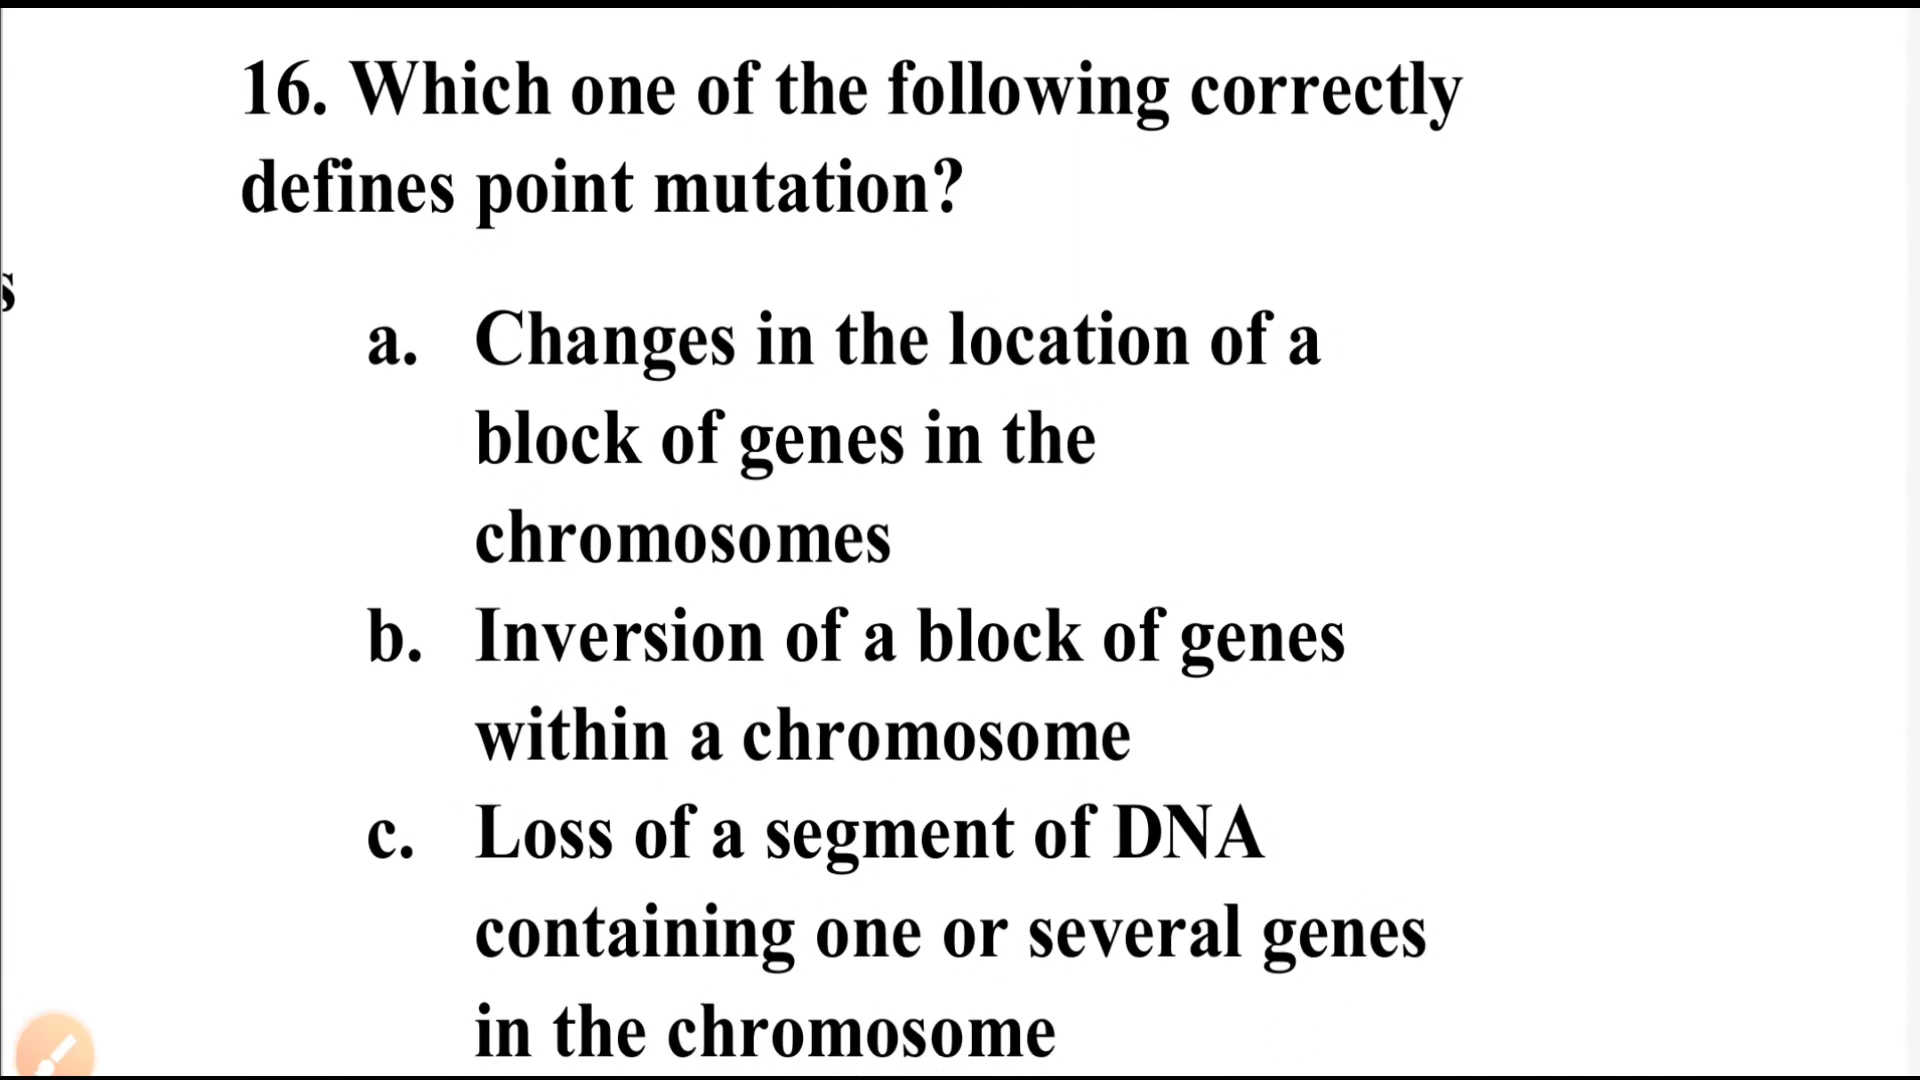 16. Which one of the following correctly
defines point mutation?
s
a. Changes in the location of a
block of genes in the
chromosomes
b. Inversion of a block of genes
within a chromosome
c. Loss of a segment of DNA
containing one or several genes
in the chromosome